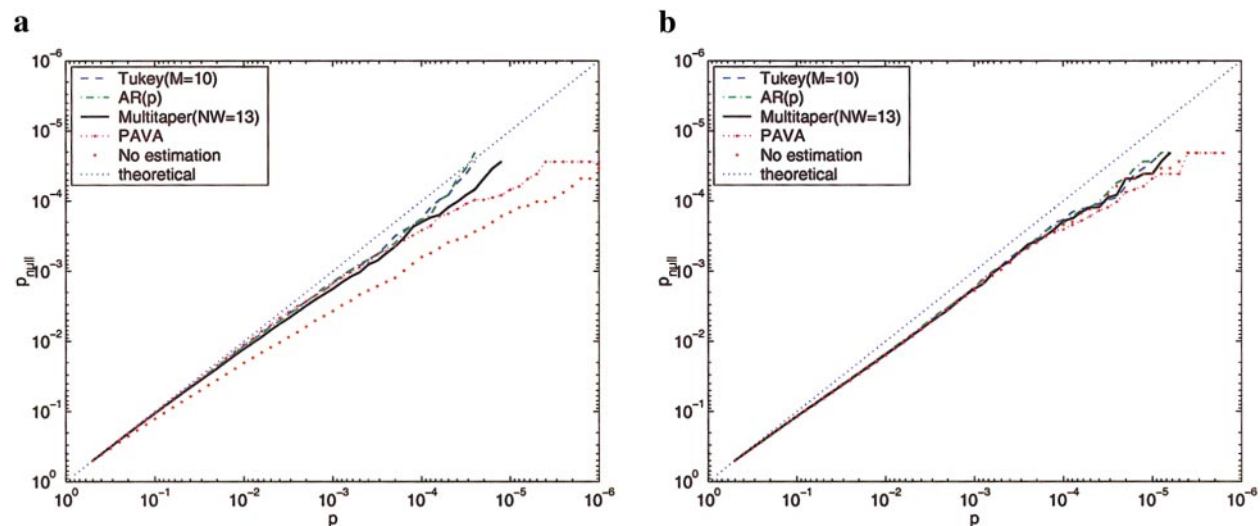 a
10⁻⁶
10⁻⁵
10⁻⁴
10⁻³
10⁻²
10⁻¹
10⁰
p_null
Tukey(M=10)
AR(p)
Multitaper(NW=13)
PAVA
No estimation
theoretical
10⁰ 10⁻¹ 10⁻² 10⁻³ 10⁻⁴ 10⁻⁵ 10⁻⁶
p
b
10⁻⁶
10⁻⁵
10⁻⁴
10⁻³
10⁻²
10⁻¹
10⁰
p_null
Tukey(M=10)
AR(p)
Multitaper(NW=13)
PAVA
No estimation
theoretical
10⁰ 10⁻¹ 10⁻² 10⁻³ 10⁻⁴ 10⁻⁵ 10⁻⁶
p